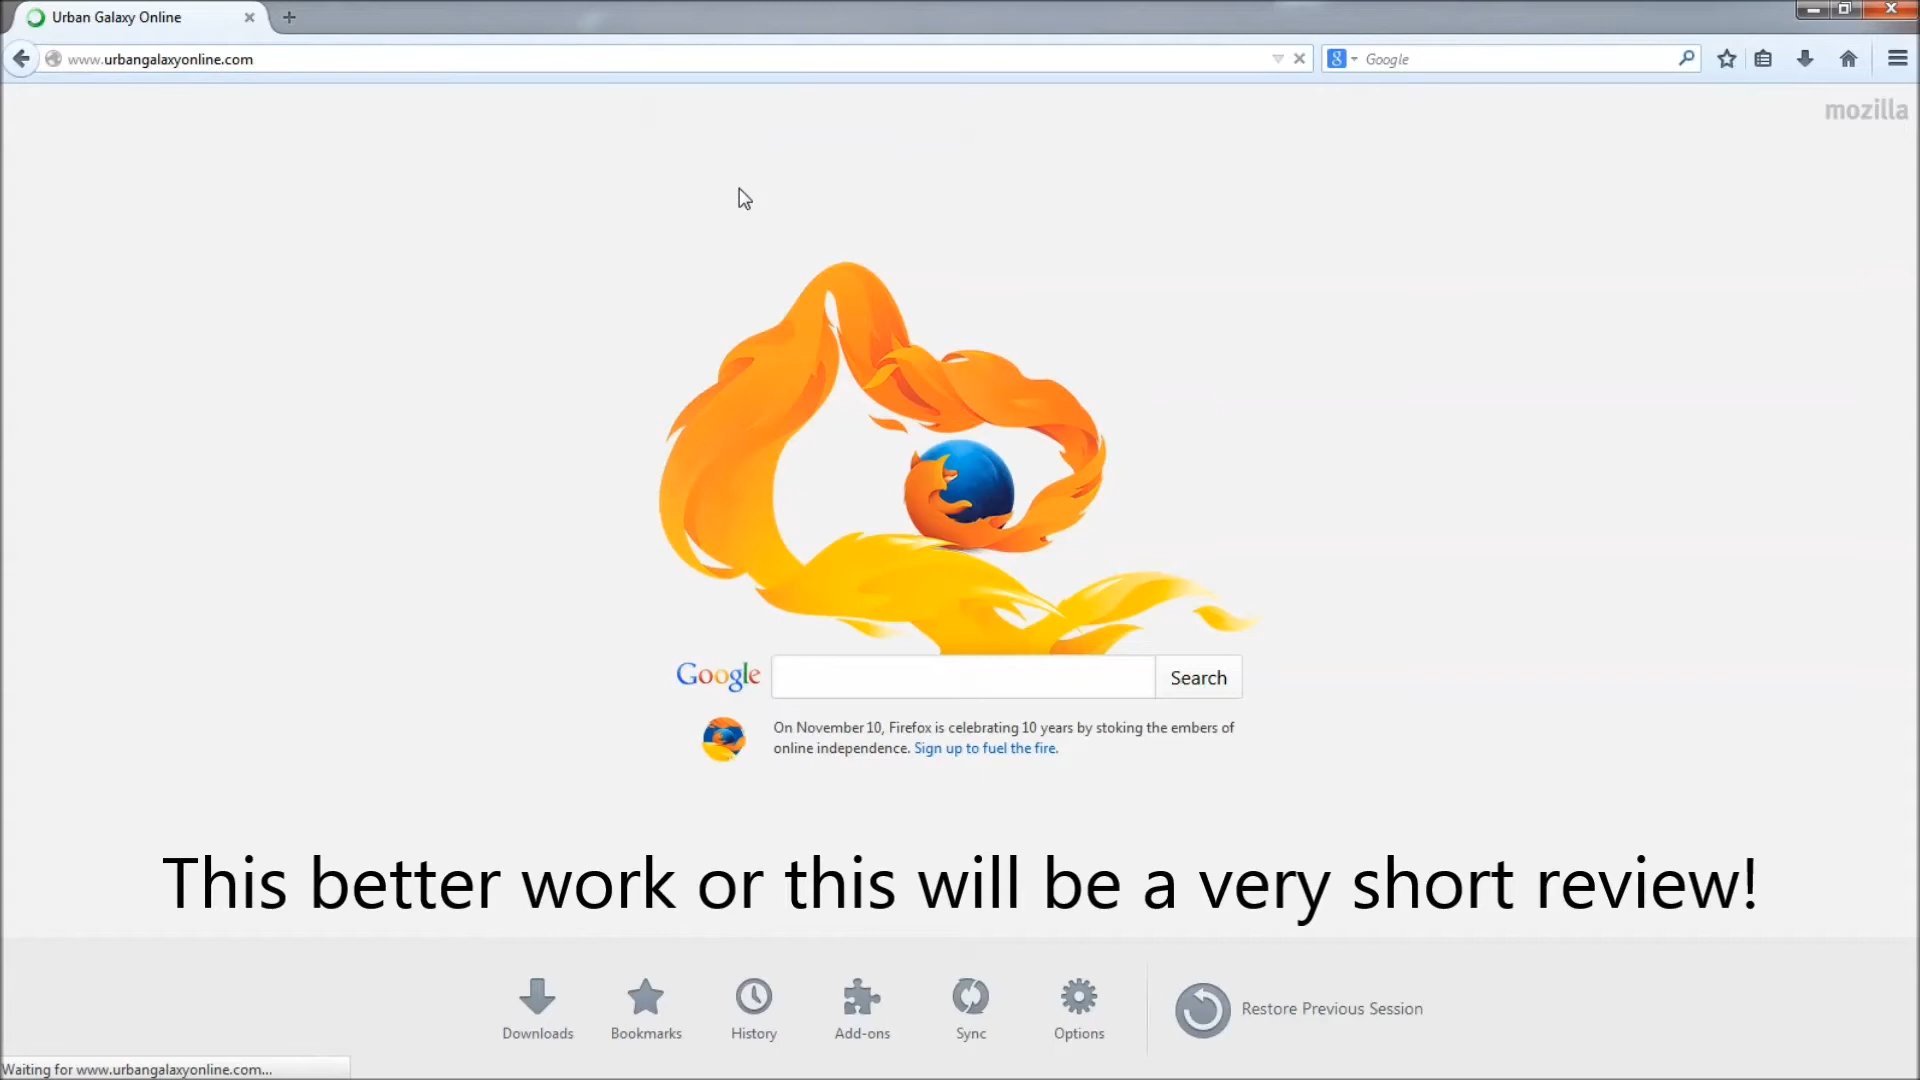 Urban Galaxy Online
www.urbangalaxyonline.com
Google
mozilla
Google
Search
On November 10, Firefox is celebrating 10 years by stoking the embers of
online independence. Sign up to fuel the fire.
This better work or this will be a very short review!
Downloads
Bookmarks
History
Add-ons
Sync
Options
Restore Previous Session
Waiting for www.urbangalaxyonline.com...